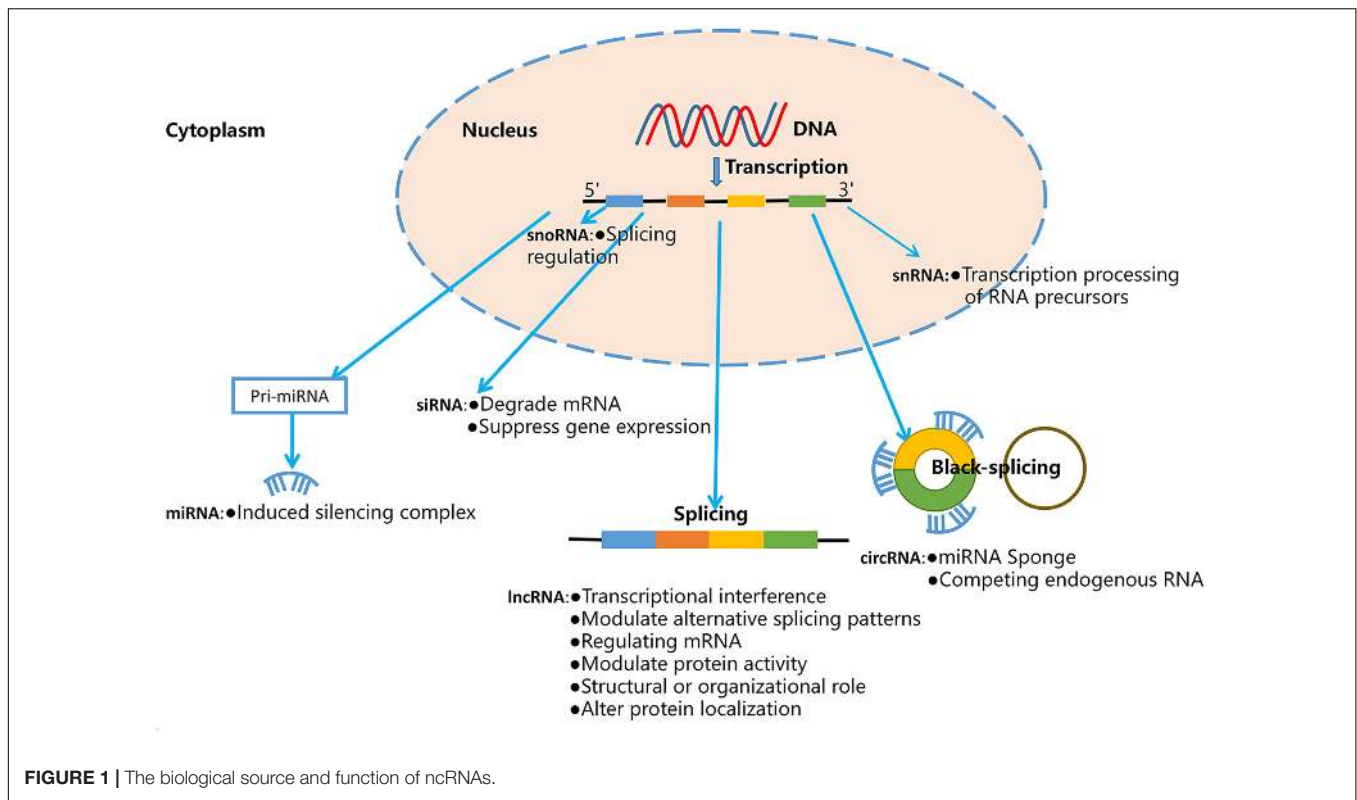 Cytoplasm
Nucleus
DNA
Transcription
5'
3'
snoRNA:●Splicing
regulation
snRNA:●Transcription processing
of RNA precursors
Pri-miRNA
siRNA:●Degrade mRNA
●Suppress gene expression
miRNA:●Induced silencing complex
Black-splicing
Splicing
circRNA:●miRNA Sponge
●Competing endogenous RNA
lncRNA:●Transcriptional interference
●Modulate alternative splicing patterns
●Regulating mRNA
●Modulate protein activity
●Structural or organizational role
●Alter protein localization
FIGURE 1 | The biological source and function of ncRNAs.